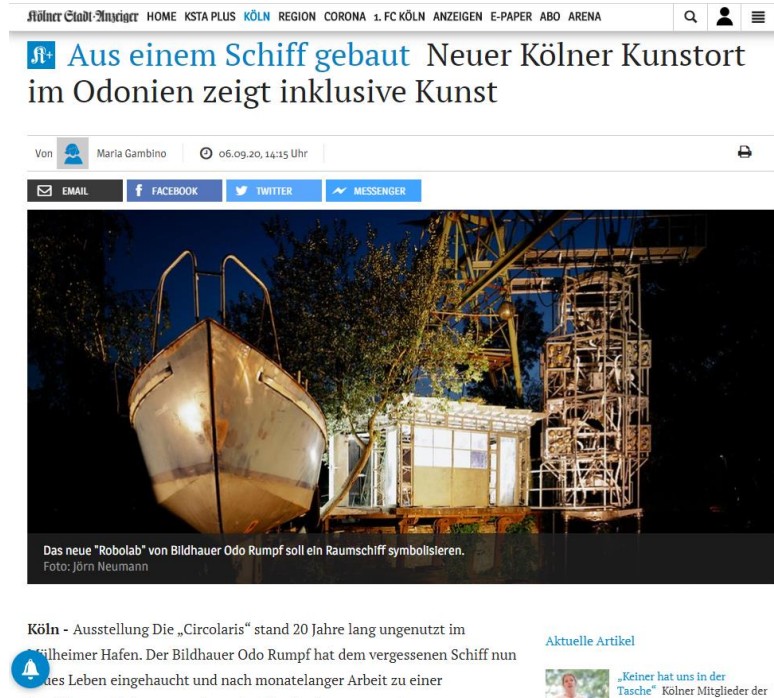 Kölner Stadt-Anzeiger HOME KSTA PLUS KÖLN REGION CORONA 1. FC KÖLN ANZEIGEN E-PAPER ABO ARENA
Aus einem Schiff gebaut Neuer Kölner Kunstort
im Odonien zeigt inklusive Kunst
Von Maria Gambino 06.09.20, 14:15 Uhr
EMAIL FACEBOOK TWITTER MESSENGER
Das neue "Robolab" von Bildhauer Odo Rumpf soll ein Raumschiff symbolisieren.
Foto: Jörn Neumann
Köln - Ausstellung Die „Circolaris“ stand 20 Jahre lang ungenutzt im
Mülheimer Hafen. Der Bildhauer Odo Rumpf hat dem vergessenen Schiff nun
Leben eingehaucht und nach monatelanger Arbeit zu einer
Aktuelle Artikel
„Keiner hat uns in der
Tasche“ Kölner Mitglieder der